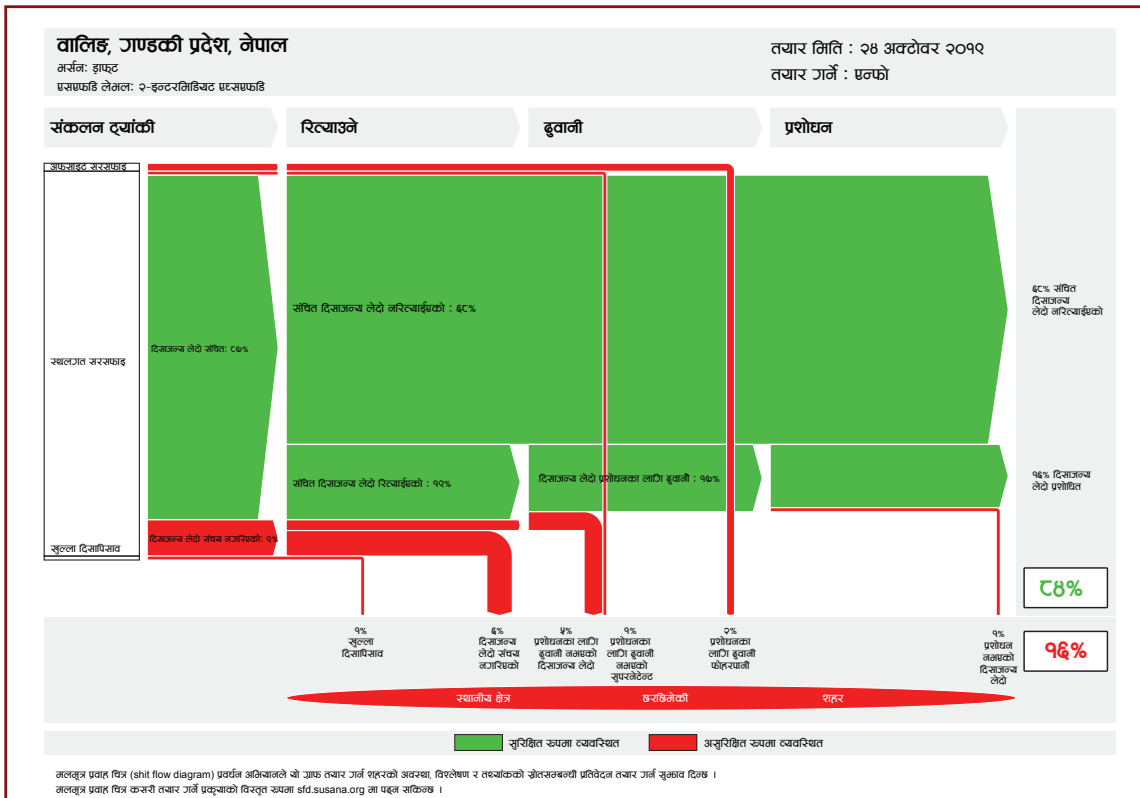 वालिङ, गण्डकी प्रदेश, नेपाल
भर्सन: ड्राफ्ट
एसएफडि लेभल: २-इन्टरमिडियट एसएफडि
तयार मिति : २४ अक्टोवर २०१९
तयार गर्ने : एन्फो
संकलन ट्यांकी
रित्याउने
ढुवानी
प्रशोधन
अफसाइट सरसफाइ
स्थलगत सरसफाइ
खुल्ला दिसापिसाव
दिसाजन्य लेदो संचित: ८७%
दिसाजन्य लेदो संचय नगरिएको: ९%
संचित दिसाजन्य लेदो नरित्याईएको : ६८%
संचित दिसाजन्य लेदो रित्याईएको : १९%
दिसाजन्य लेदो प्रशोधनका लागि ढुवानी : १७%
६८% संचित
दिसाजन्य
लेदो नरित्याईएको
१६% दिसाजन्य
लेदो प्रशोधित
८४%
१%
खुल्ला
दिसापिसाव
६%
दिसाजन्य
लेदो संचय
नगरिएको
५%
प्रशोधनका लागि
ढुवानी नभएको
दिसाजन्य लेदो
१%
प्रशोधनका
लागि ढुवानी
नभएको
सुपरनेटेन्ट
२%
प्रशोधनका
लागि ढुवानी
फोहरपानी
१%
प्रशोधन
नभएको
दिसाजन्य
लेदो
१६%
स्थानीय क्षेत्र
छरछिमेकी
शहर
सुरिक्षित रुपमा व्यवस्थित
असुरिक्षित रुपमा व्यवस्थित
मलमूत्र प्रवाह चित्र (shit flow diagram) प्रवर्धन अभियानले यो ग्राफ तयार गर्न शहरको अवस्था, विश्लेषण र तथ्यांकको स्रोतसम्बन्धी प्रतिवेदन तयार गर्न सुझाव दिन्छ ।
मलमूत्र प्रवाह चित्र कसरी तयार गर्ने प्रक्र्याको विस्तृत रुपमा sfd.susana.org मा पढ्न सकिन्छ ।